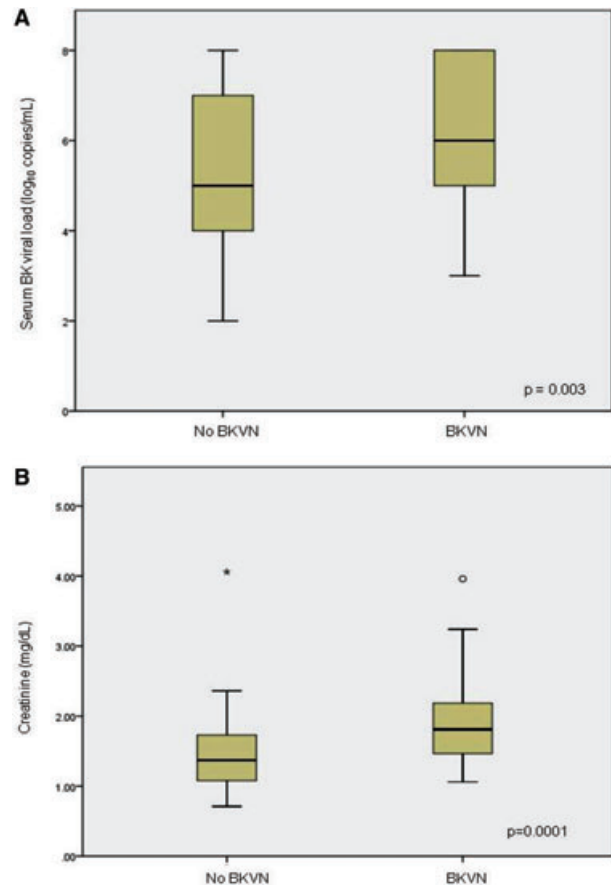 A
Serum BK viral load (log₁₀ copies/mL)
8
6
4
2
0
p = 0.003
No BKVN BKVN
B
Creatinine (mg/dL)
5.00
4.00
*
3.00
2.00
1.00
.00
p=0.0001
No BKVN BKVN